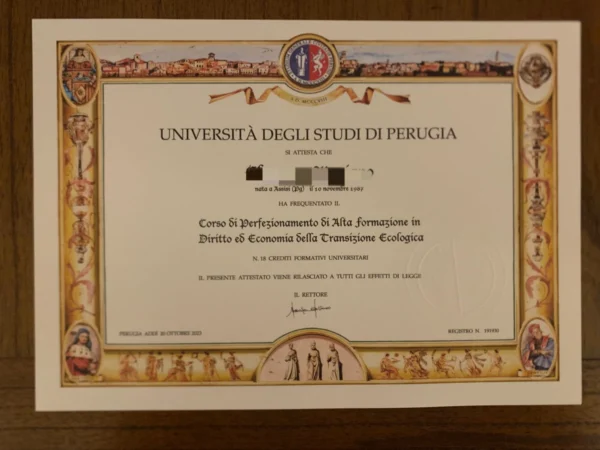 UNIVERSITÀ DEGLI STUDI DI PERUGIA
SI ATTESTA CHE
nata a Assisi (Pg) il 10 novembre
HA FREQUENTATO IL
Corso di Perfezionamento di Alta Formazione in
Diritto ed Economia della Transizione Ecologica
N. 18 CREDITI FORMATIVI UNIVERSITARI
IL PRESENTE ATTESTATO VIENE RILASCIATO A TUTTI GLI EFFETTI DI LEGGE
IL RETTORE
PERUGIA ADDI' 20 OTTOBRE 2023
REGISTRO N.